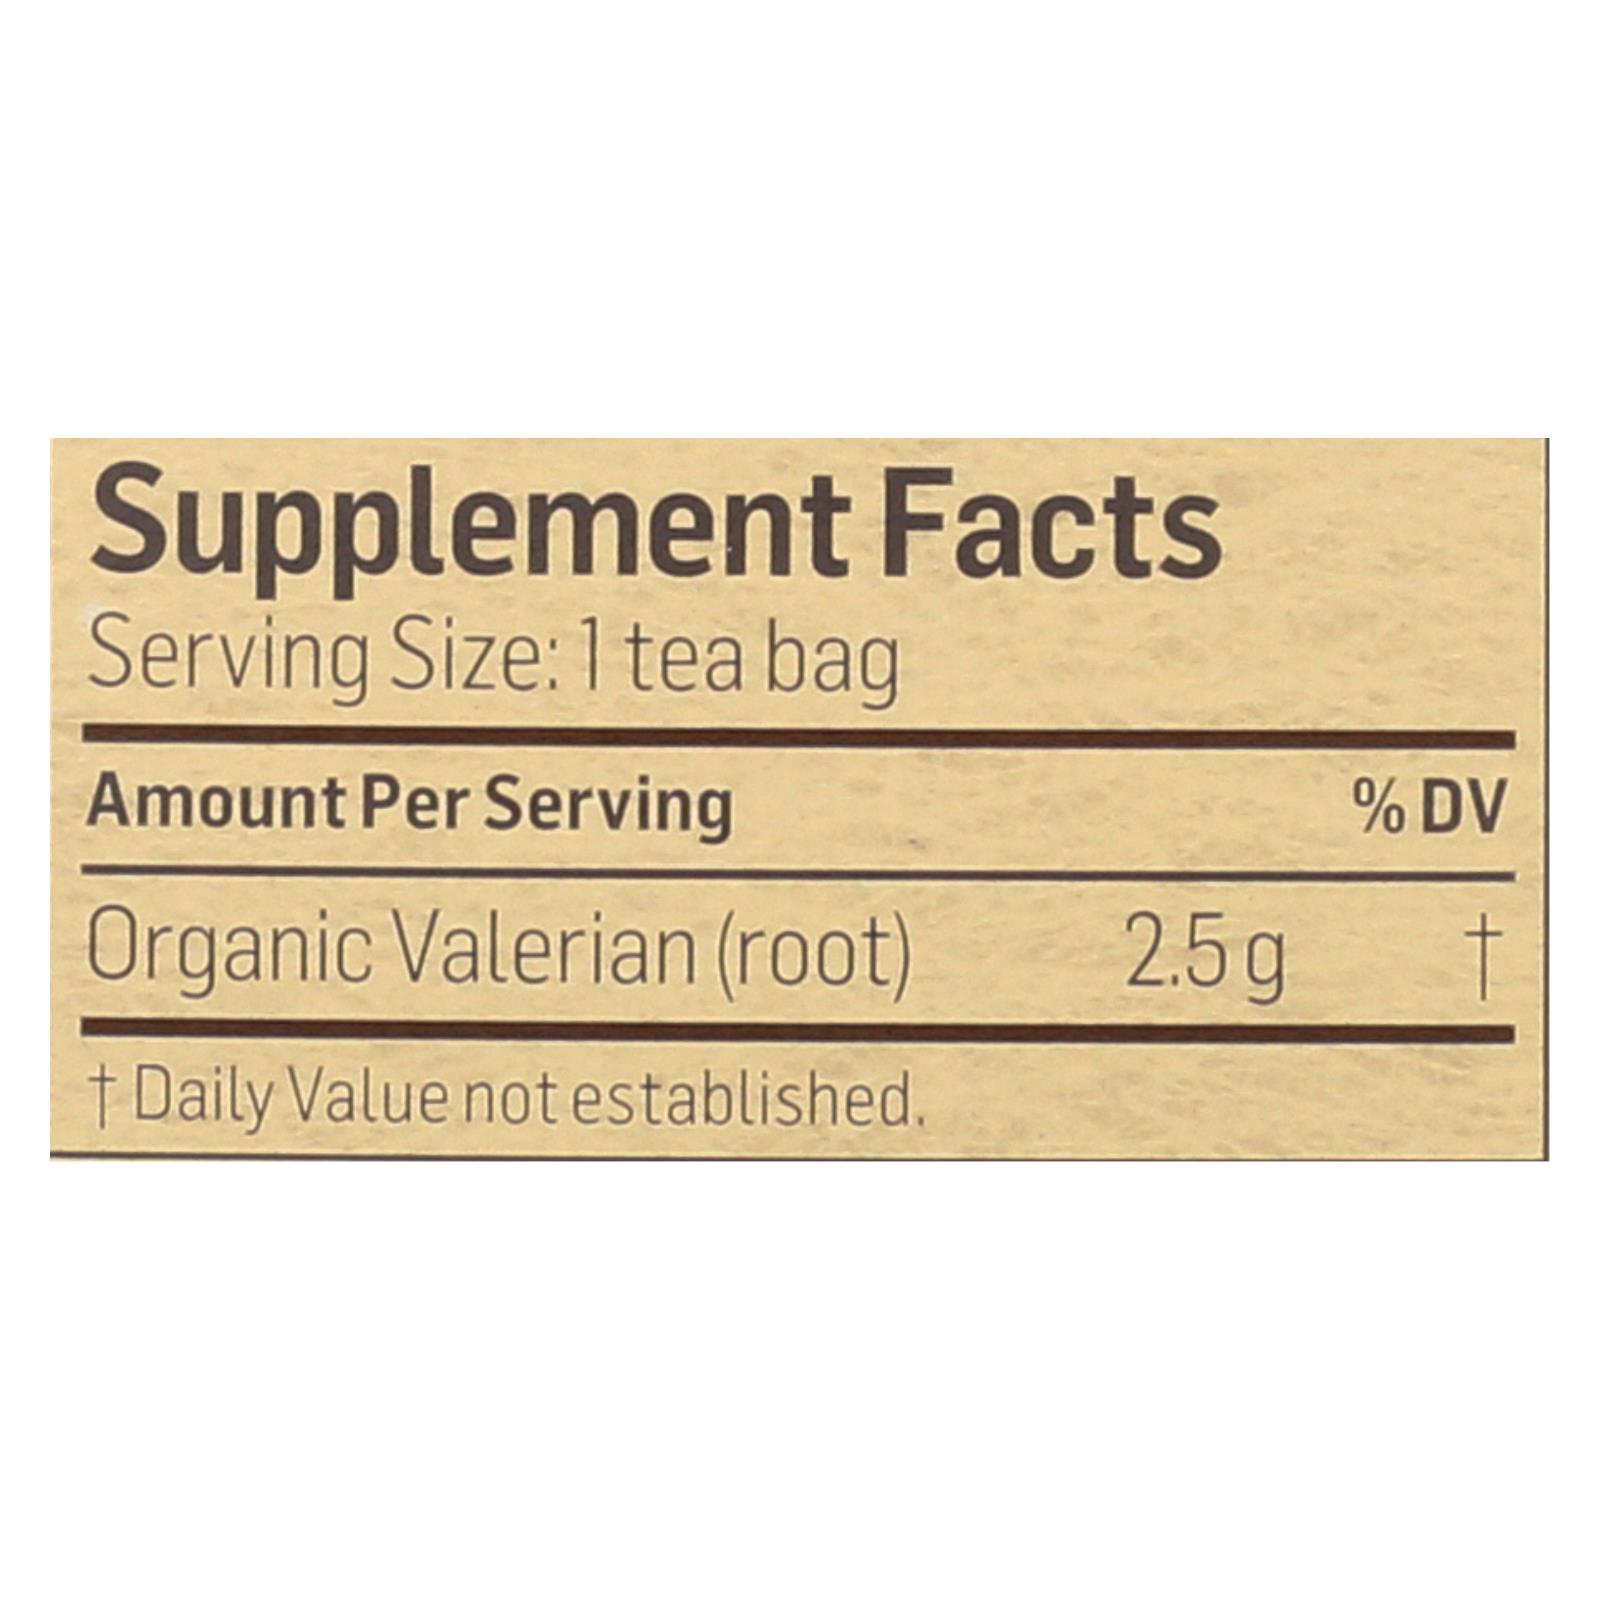 Supplement Facts
Serving Size: 1 tea bag
Amount Per Serving % DV
Organic Valerian (root) 2.5 g †
† Daily Value not established.